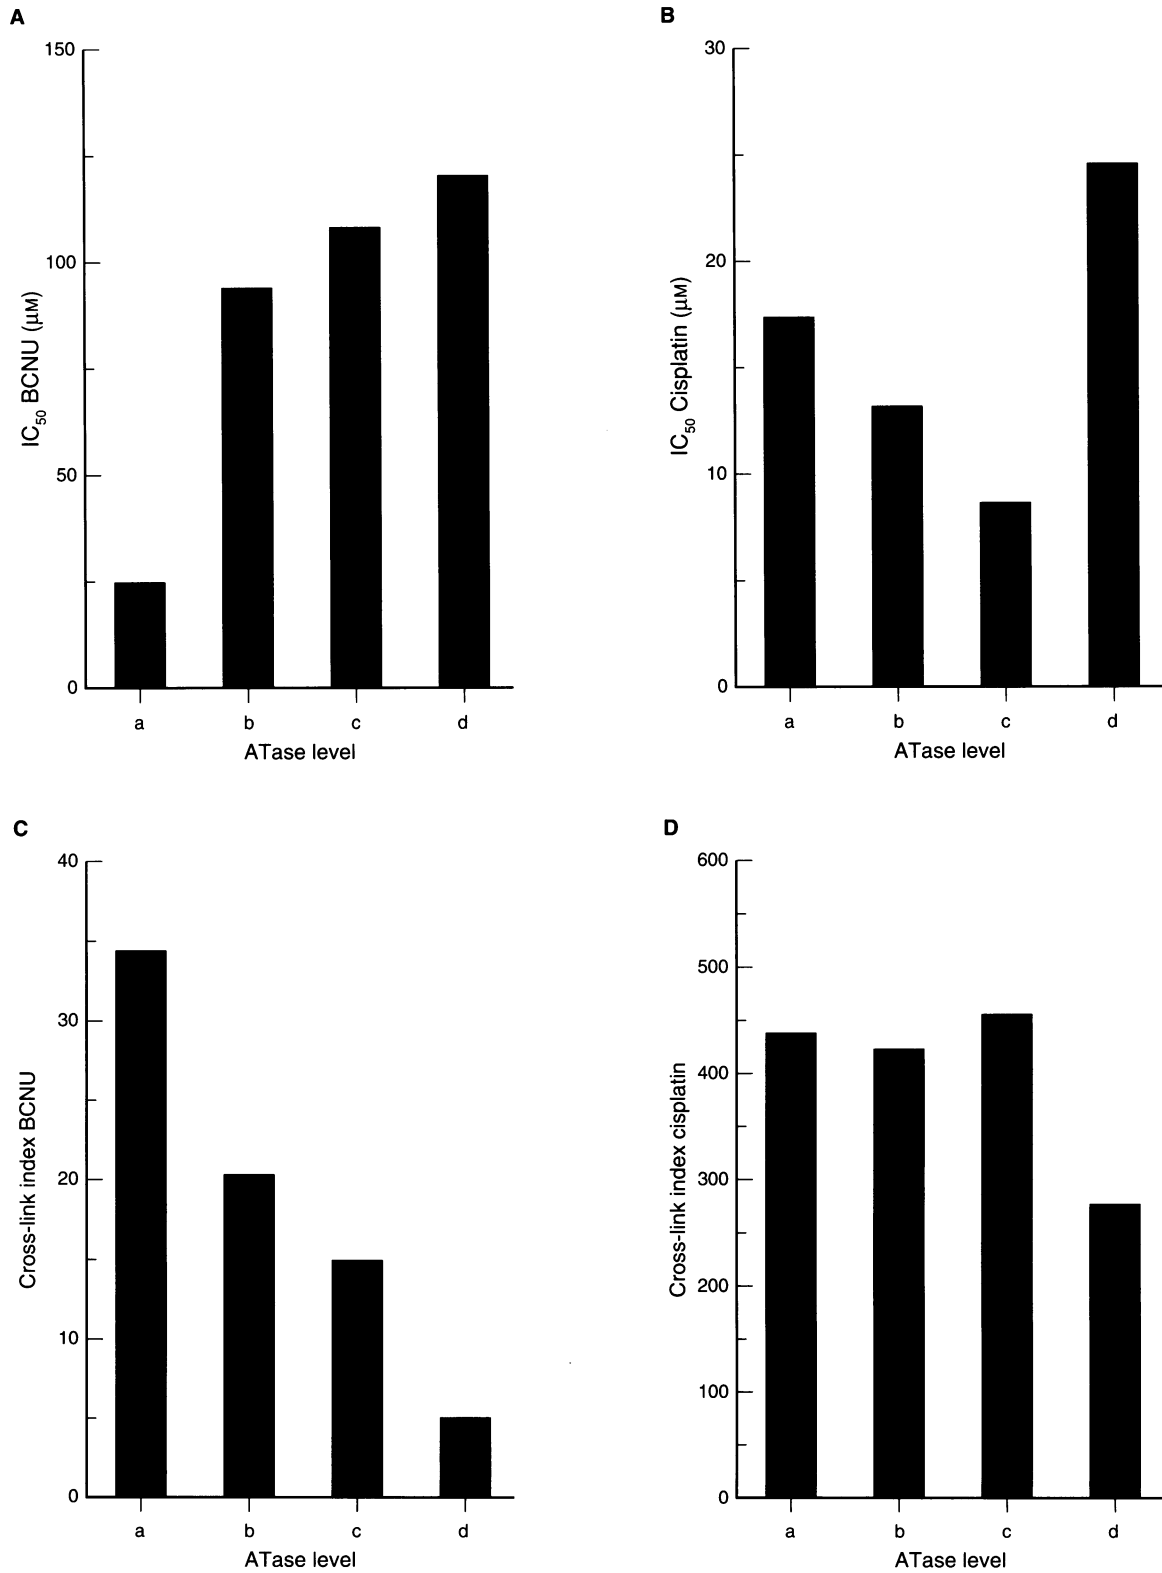 A
150
100
50
0
IC50 BCNU (μM)
a b c d
ATase level
B
30
20
10
0
IC50 Cisplatin (μM)
a b c d
ATase level
C
40
30
20
10
0
Cross-link index BCNU
a b c d
ATase level
D
600
500
400
300
200
100
0
Cross-link index cisplatin
a b c d
ATase level